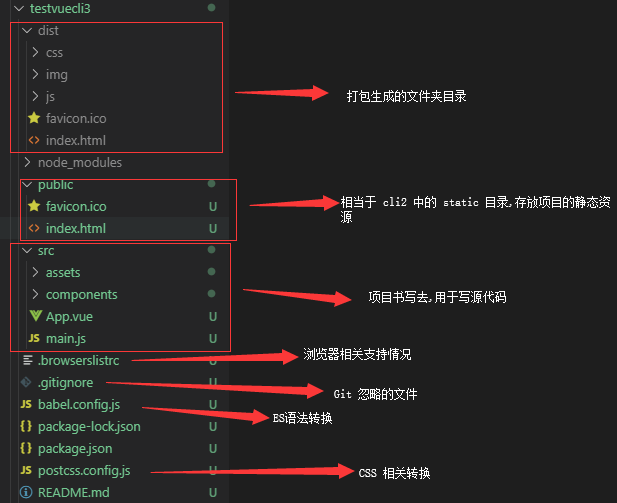 testvuecli3
dist
css
img
js
打包生成的文件夹目录
favicon.ico
index.html
node_modules
public
favicon.ico U
相当于 cli2 中的 static 目录,存放项目的静态资
源
index.html U
src
assets
components
项目书写去,用于写源代码
App.vue U
JS main.js U
浏览器相关支持情况
.browserslistrc U
.gitignore U
Git 忽略的文件
JS babel.config.js U
ES语法转换
{} package-lock.json U
{} package.json U
JS postcss.config.js U
CSS 相关转换
README.md U